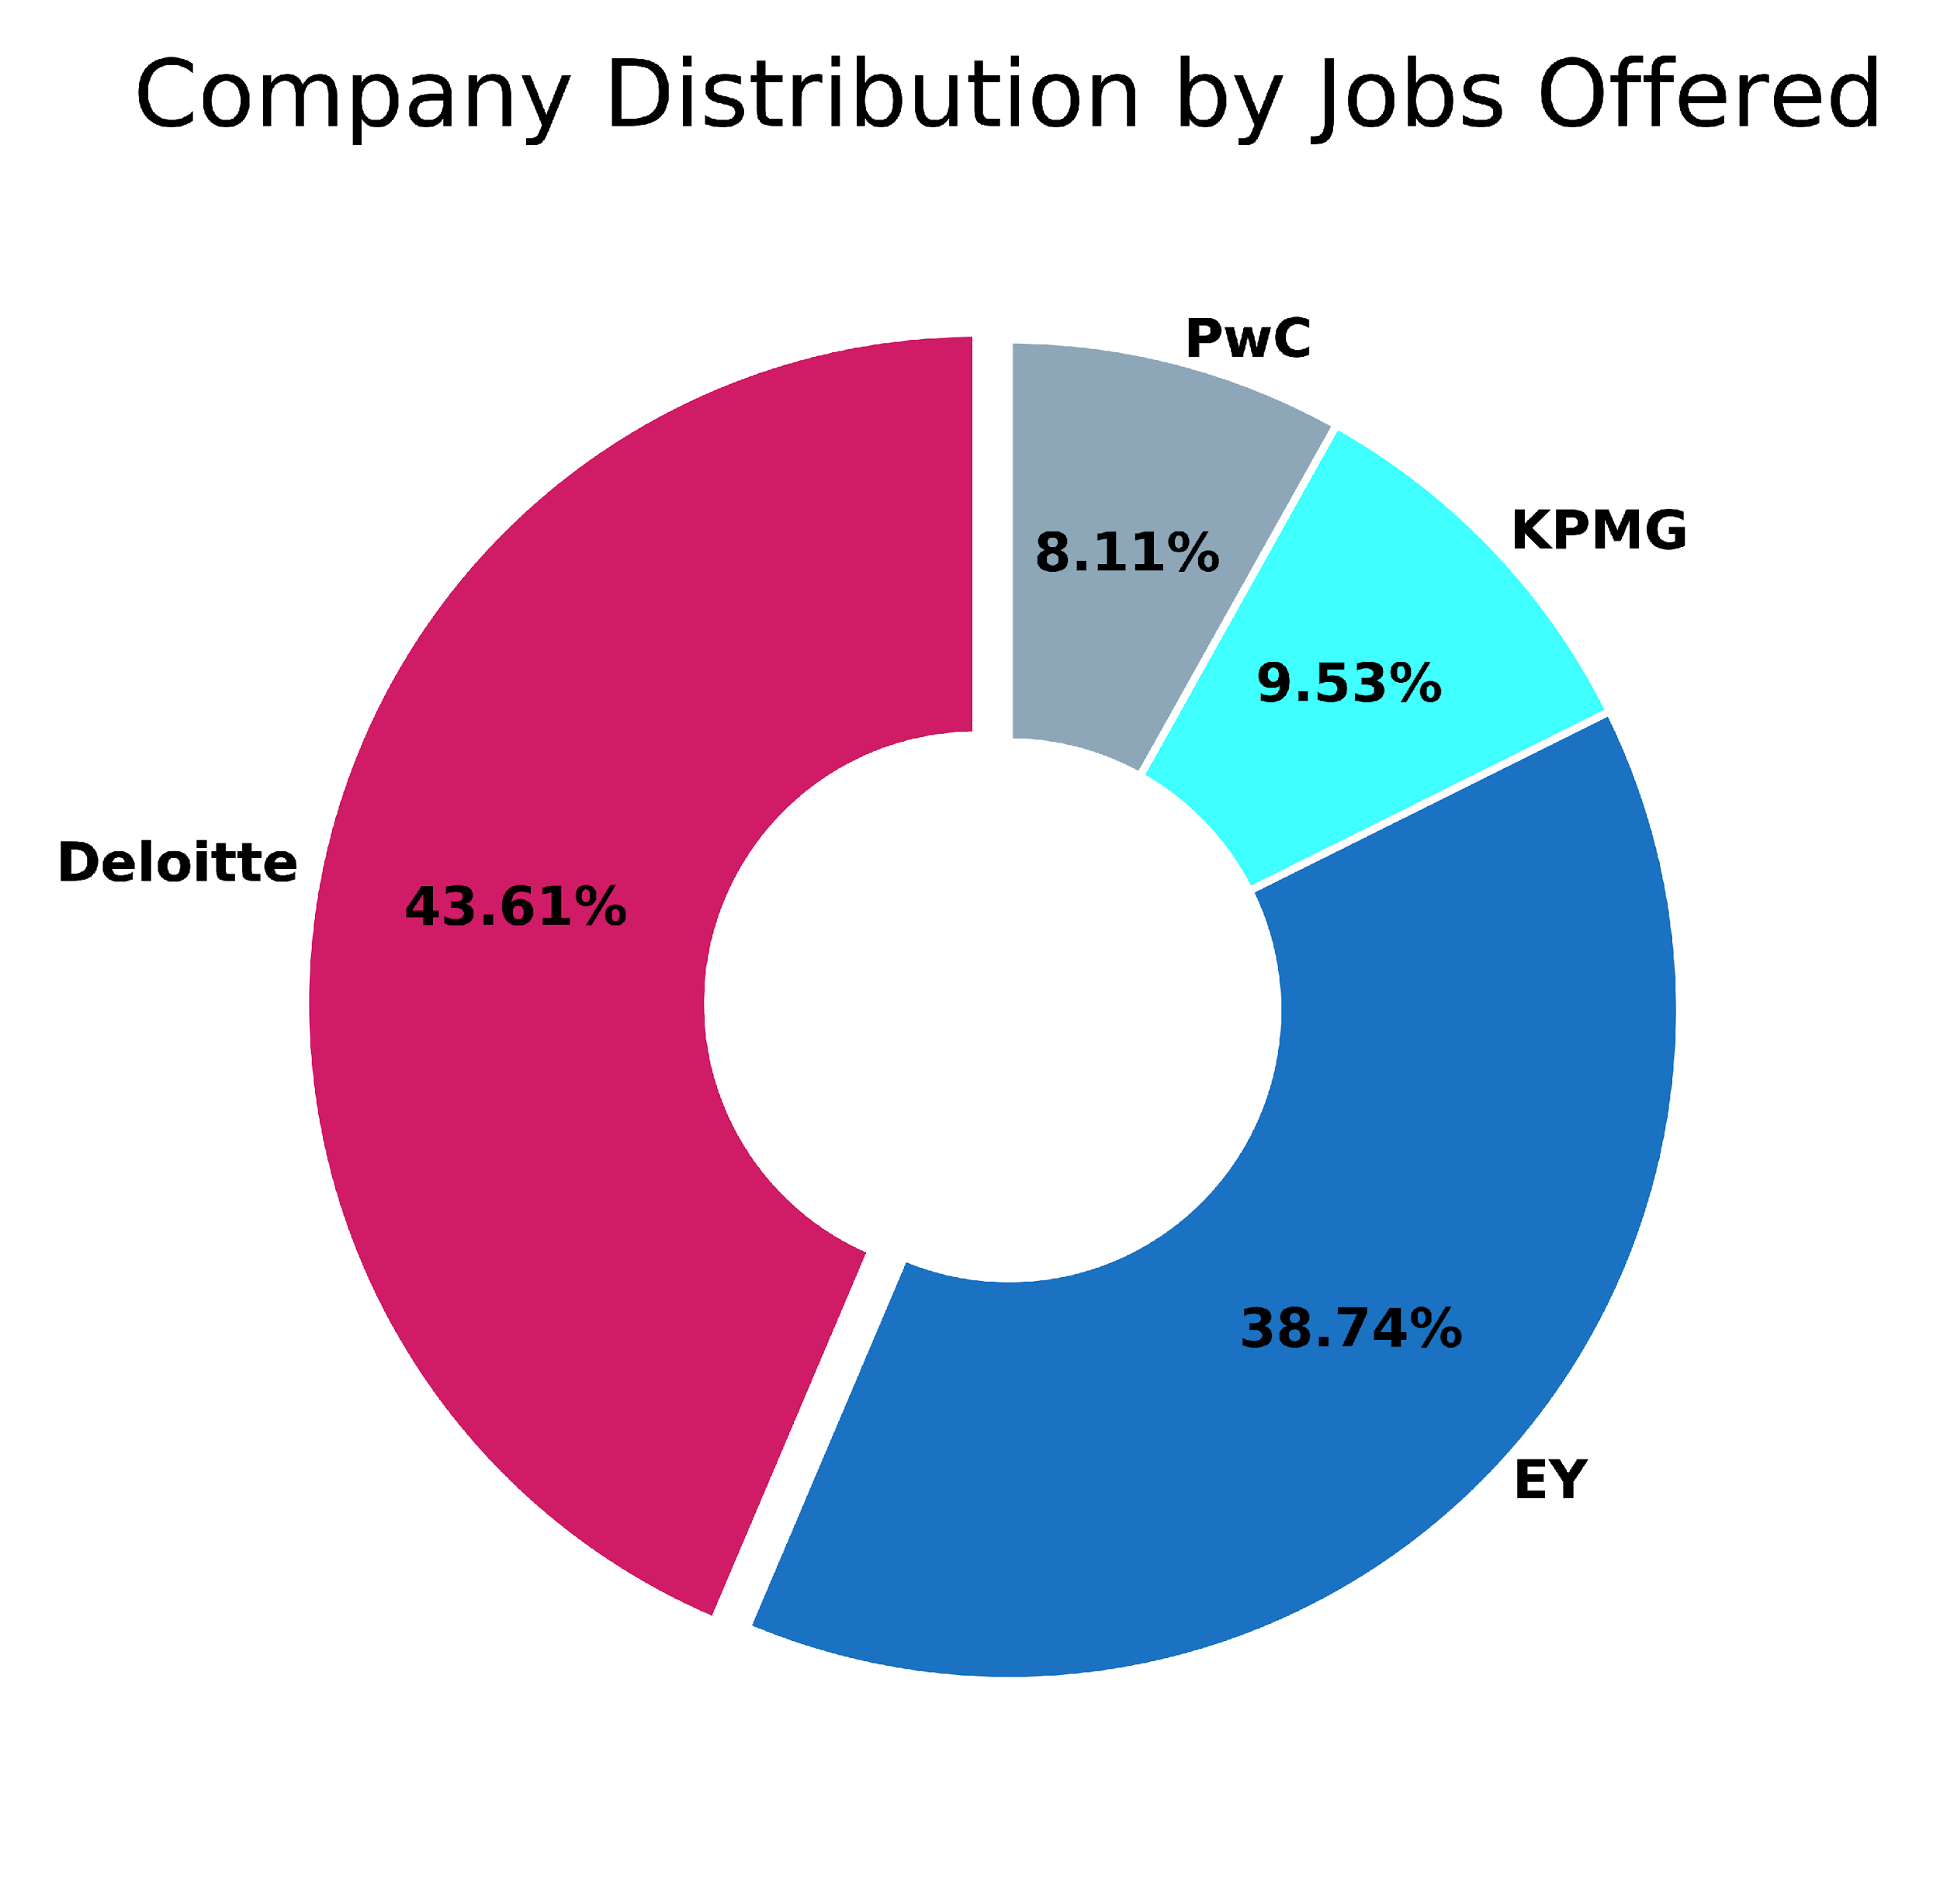 Company Distribution by Jobs Offered
PwC
8.11%
KPMG
9.53%
Deloitte
43.61%
38.74%
EY